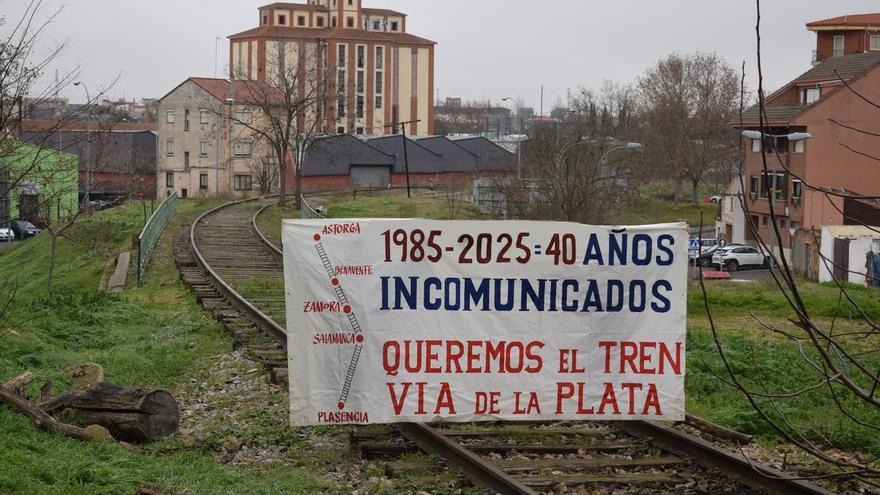 ASTORGA
BENAVENTE
ZAMORA
SALAMANCA
PLASENCIA
1985-2025=40 AÑOS
INCOMUNICADOS
QUEREMOS EL TREN
VIA DE LA PLATA